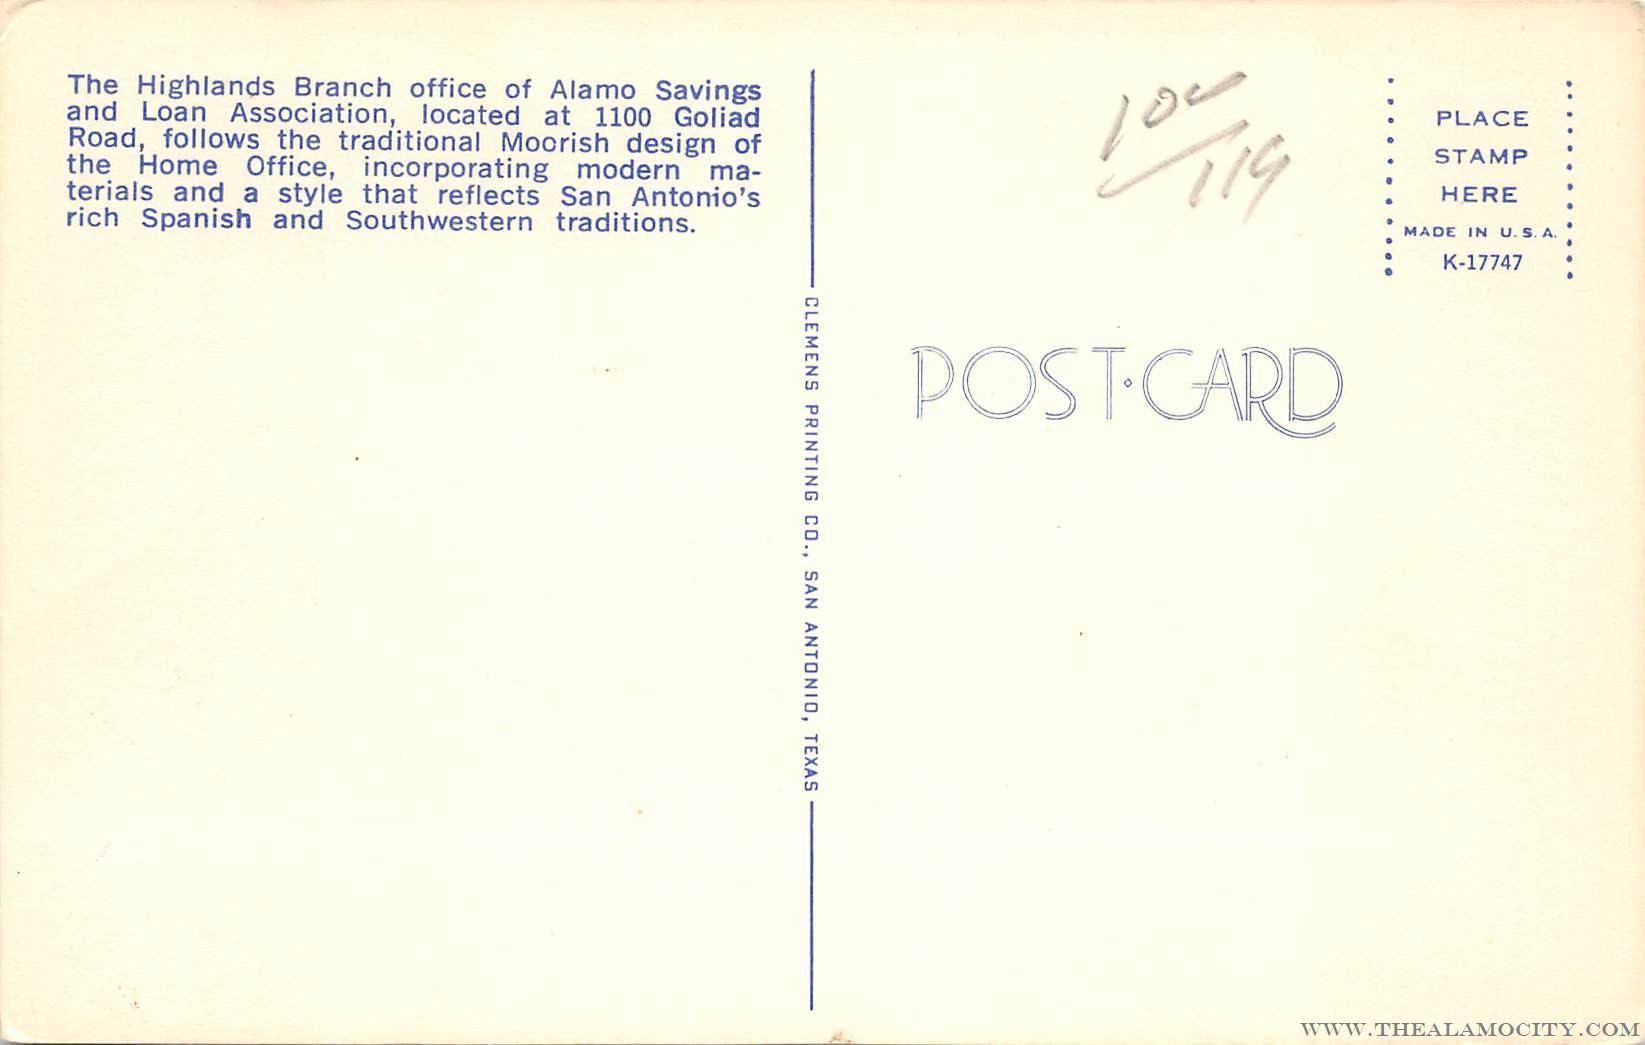 The Highlands Branch office of Alamo Savings
and Loan Association, located at 1100 Goliad
Road, follows the traditional Moorish design of
the Home Office, incorporating modern ma-
terials and a style that reflects San Antonio's
rich Spanish and Southwestern traditions.
CLEMENS PRINTING CO., SAN ANTONIO, TEXAS
119
PLACE
STAMP
HERE
MADE IN U.S.A.
K-17747
POST·CARD
WWW.THEALAMOCITY.COM